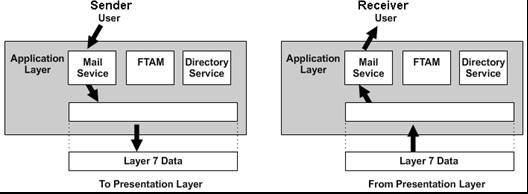 Sender
User
Application Layer
Mail Sevice
FTAM
Directory Service
Layer 7 Data
To Presentation Layer
Receiver
User
Application Layer
Mail Sevice
FTAM
Directory Service
Layer 7 Data
From Presentation Layer